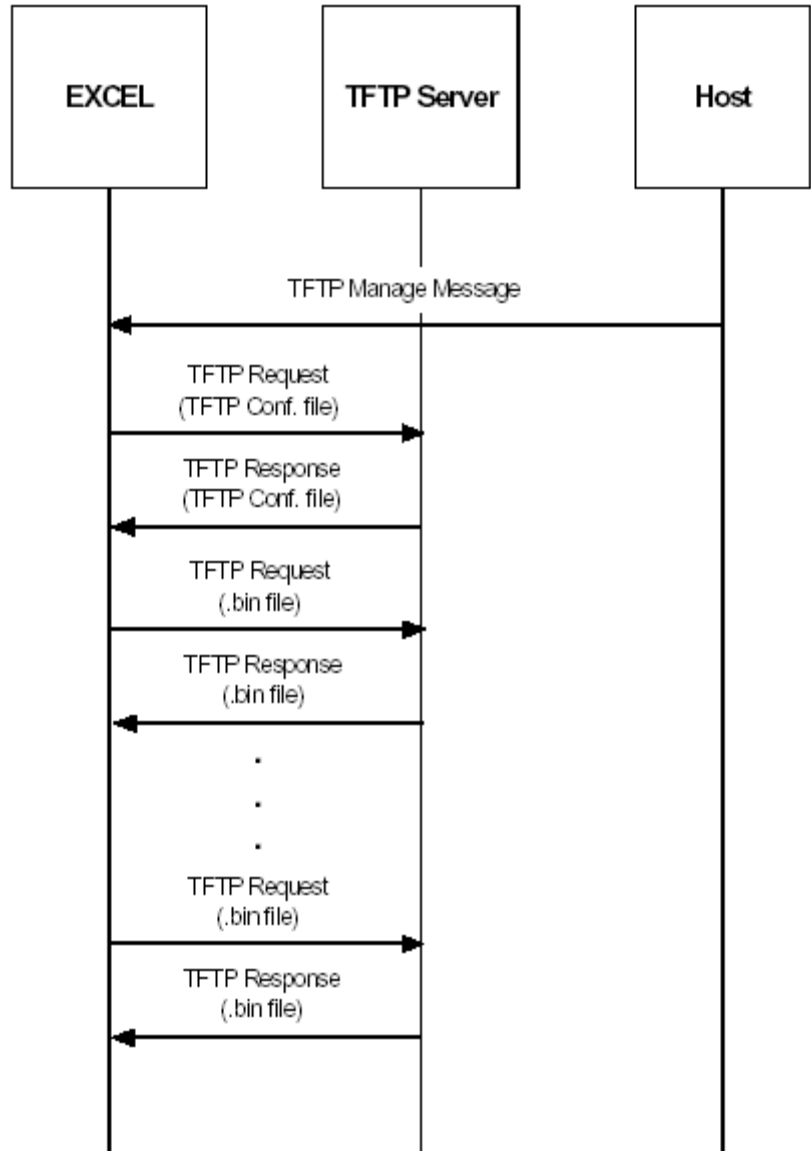 EXCEL
TFTP Server
Host
TFTP Manage Message
TFTP Request
(TFTP Conf. file)
TFTP Response
(TFTP Conf. file)
TFTP Request
(.bin file)
TFTP Response
(.bin file)
.
.
.
TFTP Request
(.bin file)
TFTP Response
(.bin file)